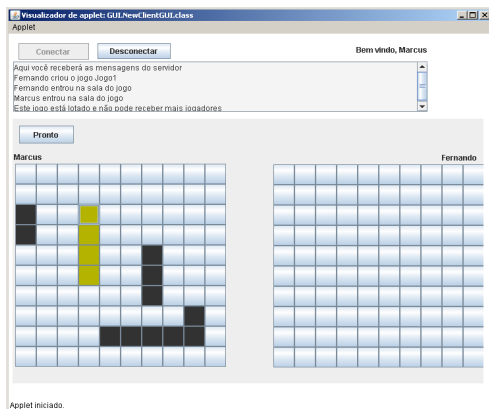 Visualizador de applet: GUI.NewClientGUI.class
Applet
Conectar
Desconectar
Bem vindo, Marcus
Aqui você receberá as mensagens do servidor
Fernando criou o jogo Jogo1
Fernando entrou na sala do jogo
Marcus entrou na sala do jogo
Este jogo está lotado e não pode receber mais jogadores
Pronto
Marcus
Fernando
Applet iniciado.